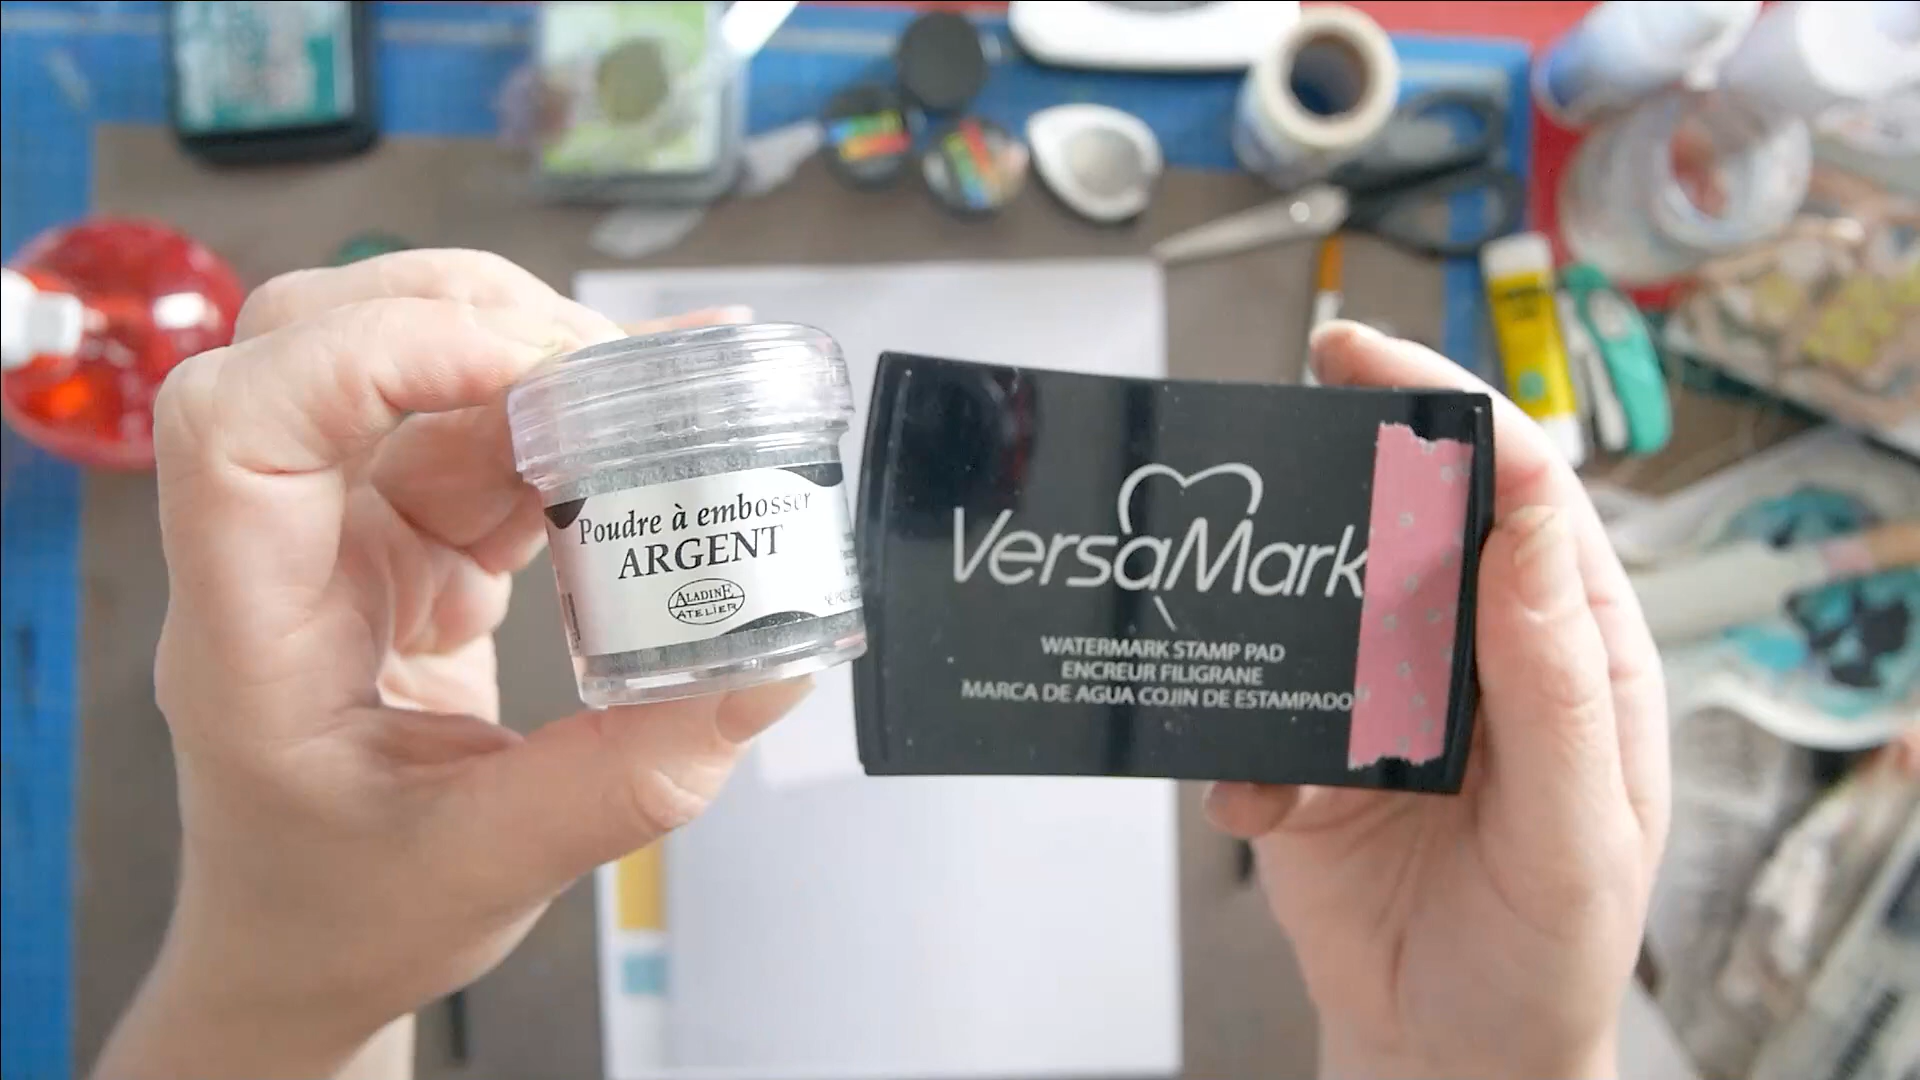 Poudre à embosser
ARGENT
ALADINE
ATELIER
VersaMark
WATERMARK STAMP PAD
ENCREUR FILIGRANE
MARCA DE AGUA COJIN DE ESTAMPADO